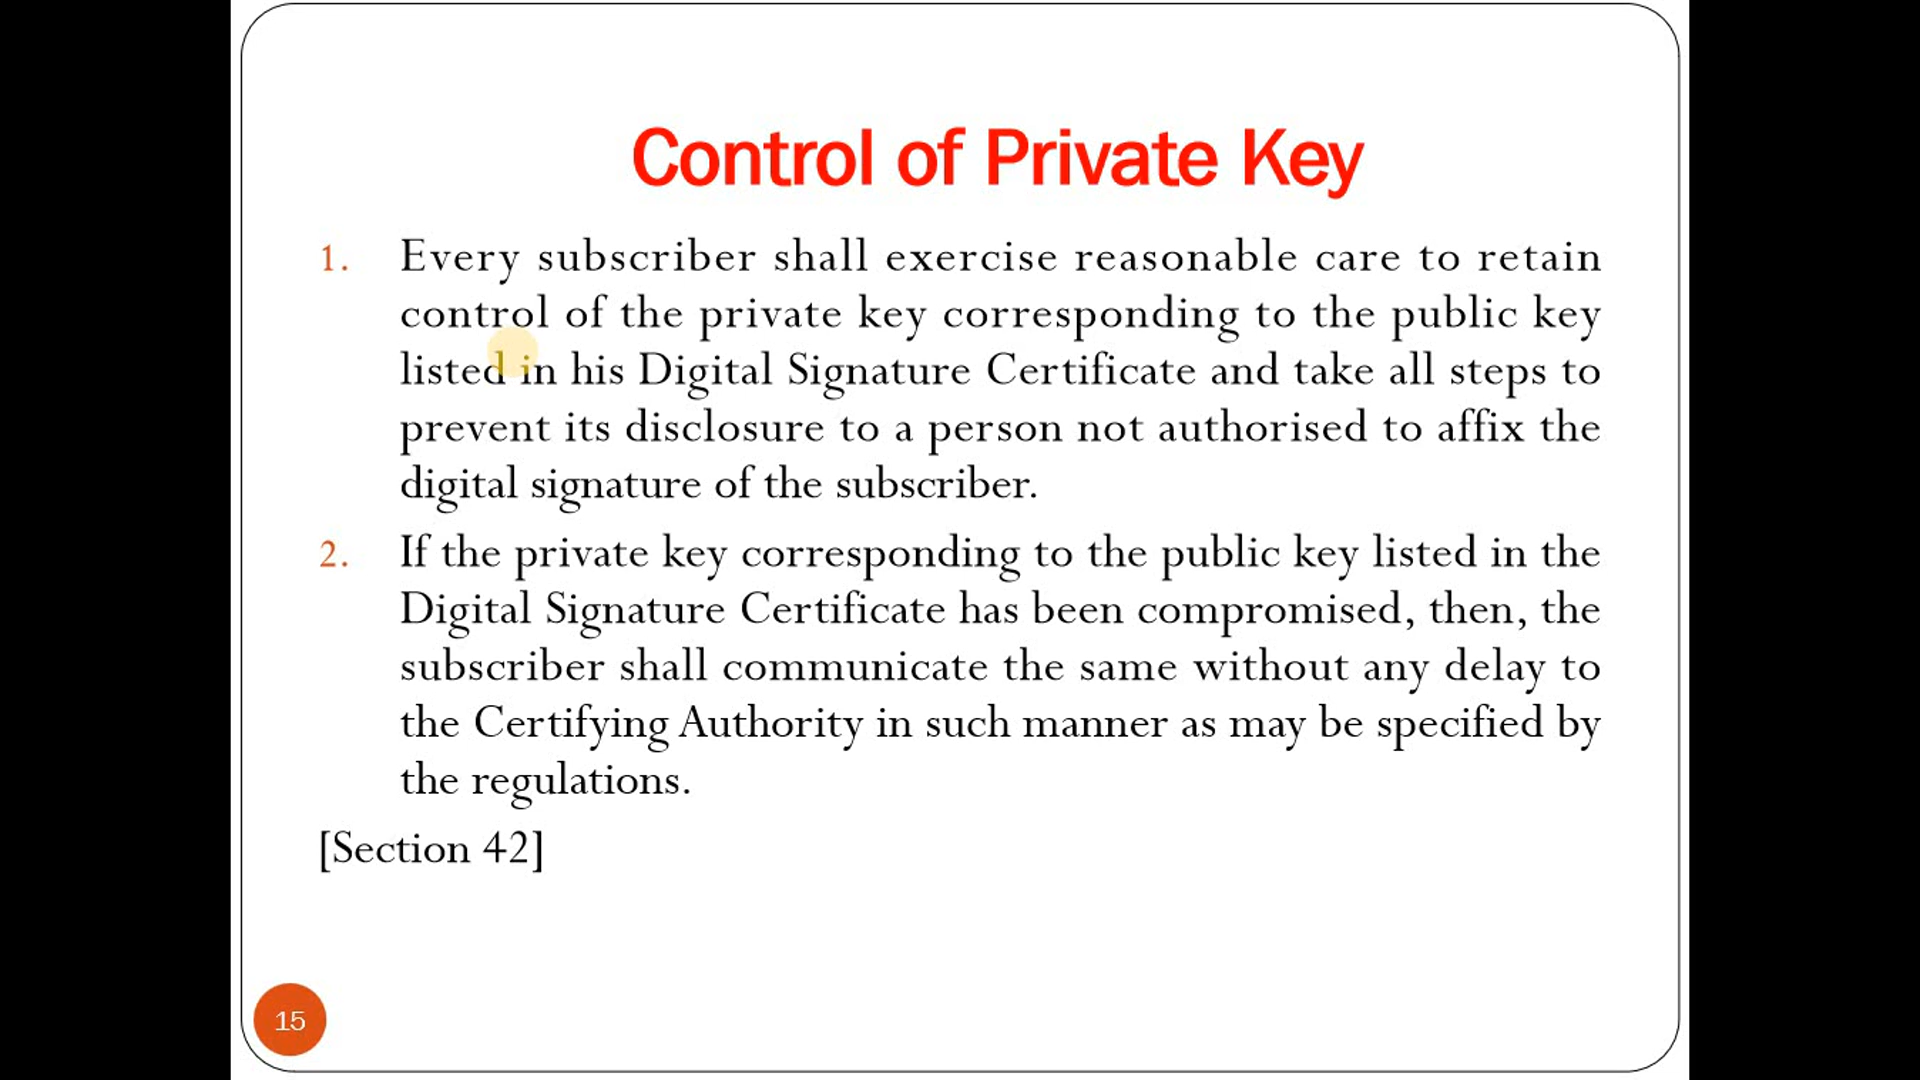 Control of Private Key
1. Every subscriber shall exercise reasonable care to retain
control of the private key corresponding to the public key
listed in his Digital Signature Certificate and take all steps to
prevent its disclosure to a person not authorised to affix the
digital signature of the subscriber.
2. If the private key corresponding to the public key listed in the
Digital Signature Certificate has been compromised, then, the
subscriber shall communicate the same without any delay to
the Certifying Authority in such manner as may be specified by
the regulations.
[Section 42]
15